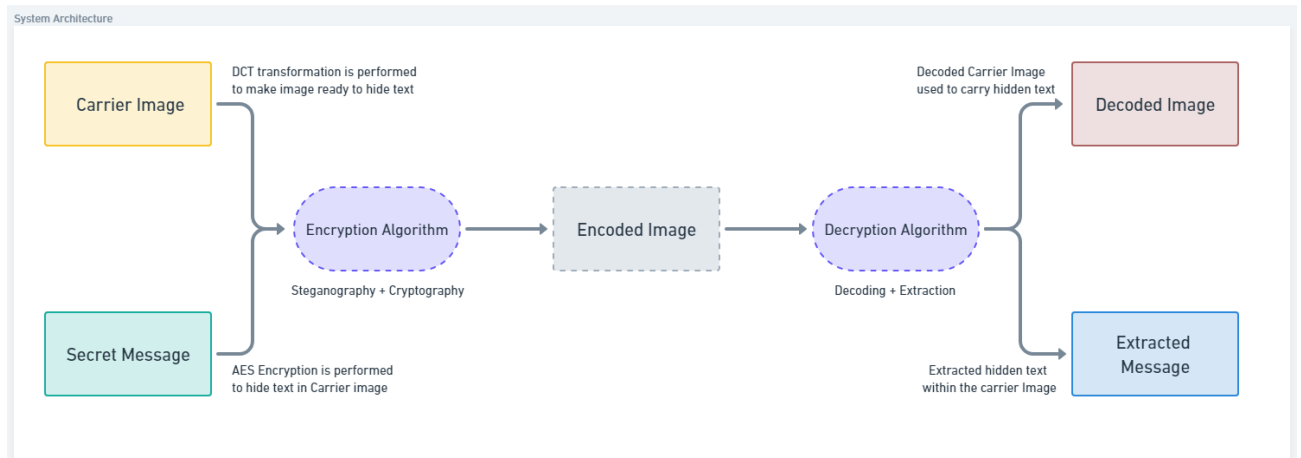 System Architecture
Carrier Image
DCT transformation is performed
to make image ready to hide text
Decoded Carrier Image
used to carry hidden text
Decoded Image
Encryption Algorithm
Encoded Image
Decryption Algorithm
Steganography + Cryptography
Decoding + Extraction
Secret Message
AES Encryption is performed
to hide text in Carrier image
Extracted hidden text
within the carrier Image
Extracted
Message